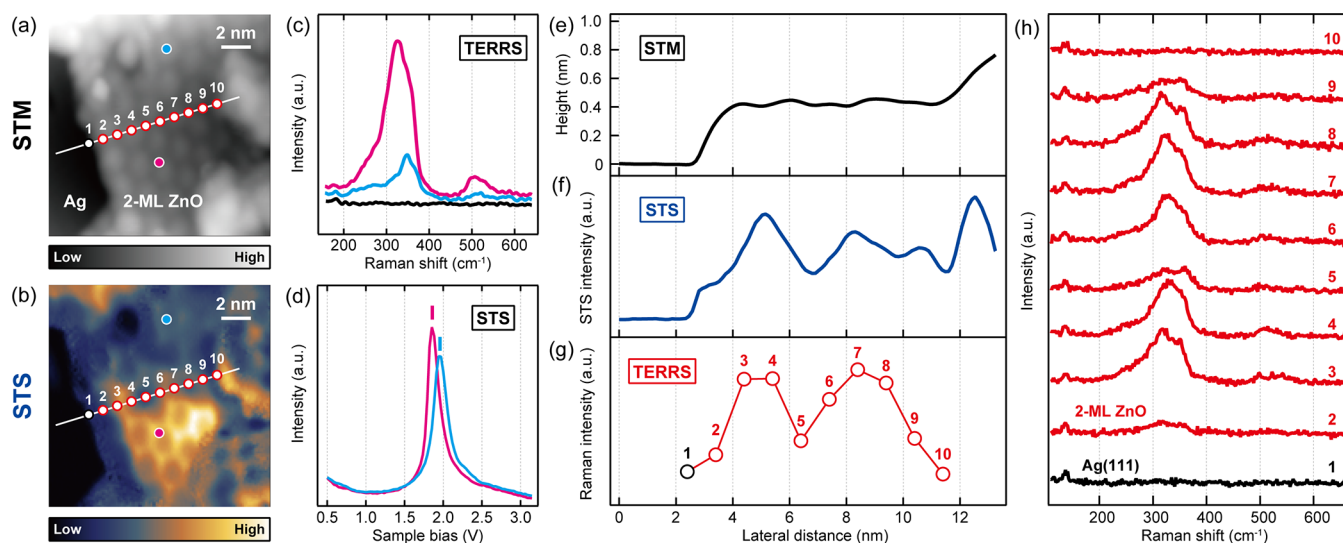 (a)
STM
2 nm
1 2 3 4 5 6 7 8 9 10
Ag
2-ML ZnO
Low High
(b)
STS
2 nm
1 2 3 4 5 6 7 8 9 10
Low High
(c)
TERRS
Intensity (a.u.)
200 300 400 500 600
Raman shift (cm⁻¹)
(d)
STS
Intensity (a.u.)
0.5 1.0 1.5 2.0 2.5 3.0
Sample bias (V)
(e)
STM
Height (nm)
1.0
0.8
0.6
0.4
0.2
0
(f)
STS
STS intensity (a.u.)
(g)
TERRS
Raman intensity (a.u.)
1 2 3 4 5 6 7 8 9 10
0 2 4 6 8 10 12
Lateral distance (nm)
(h)
Intensity (a.u.)
10
9
8
7
6
5
4
3
2-ML ZnO
2
Ag(111)
1
200 300 400 500 600
Raman shift (cm⁻¹)